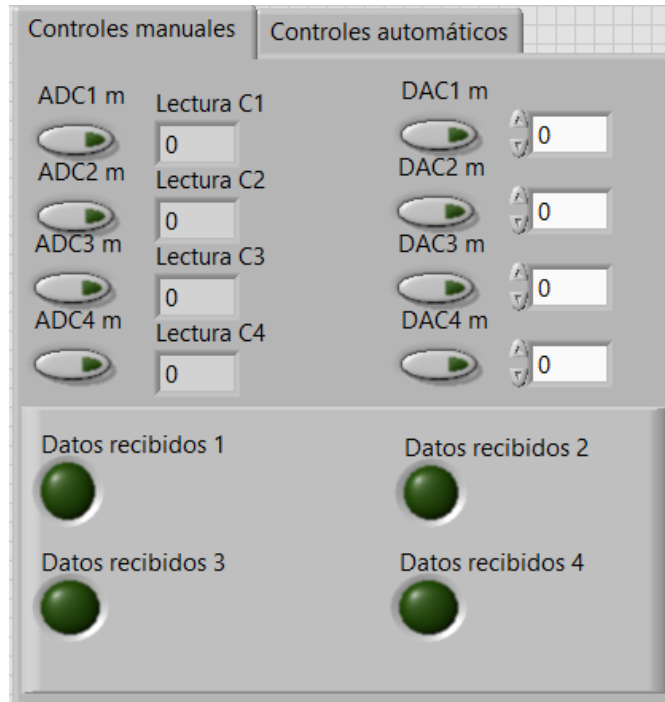 Controles manuales
Controles automáticos
ADC1 m
Lectura C1
0
ADC2 m
Lectura C2
0
ADC3 m
Lectura C3
0
ADC4 m
Lectura C4
0
DAC1 m
0
DAC2 m
0
DAC3 m
0
DAC4 m
0
Datos recibidos 1
Datos recibidos 2
Datos recibidos 3
Datos recibidos 4